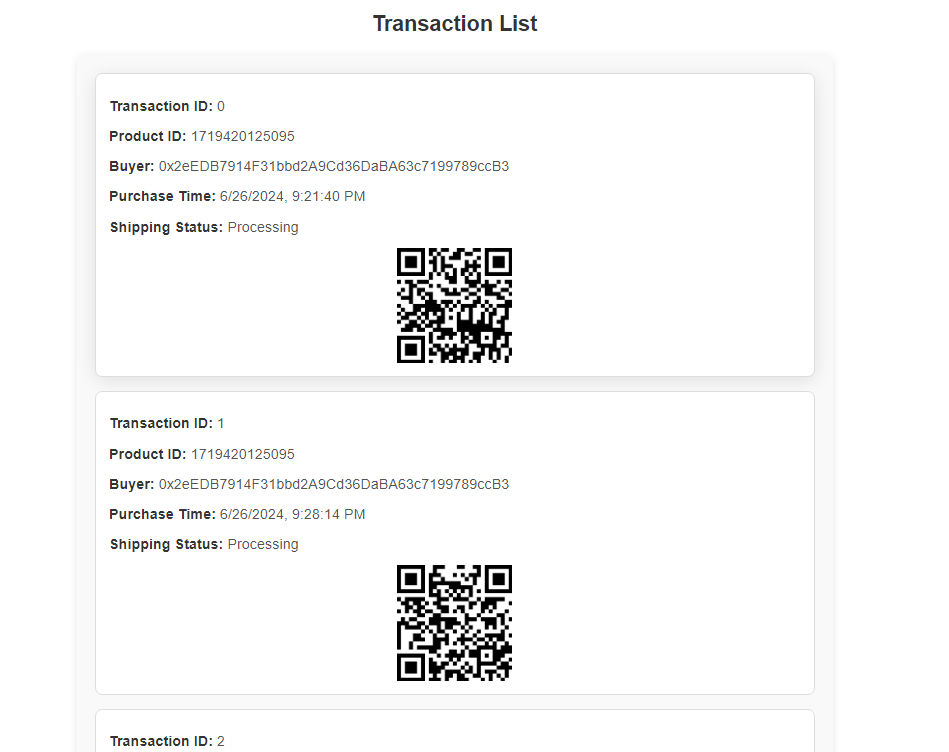 Transaction List
Transaction ID: 0
Product ID: 1719420125095
Buyer: 0x2eEDB7914F31bbd2A9Cd36DaBA63c7199789ccB3
Purchase Time: 6/26/2024, 9:21:40 PM
Shipping Status: Processing
Transaction ID: 1
Product ID: 1719420125095
Buyer: 0x2eEDB7914F31bbd2A9Cd36DaBA63c7199789ccB3
Purchase Time: 6/26/2024, 9:28:14 PM
Shipping Status: Processing
Transaction ID: 2